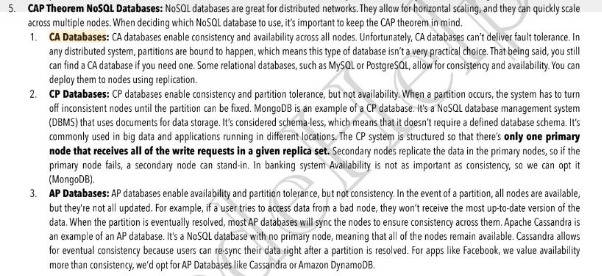 5. CAP Theorem NoSQL Databases: NoSQL databases are great for distributed networks. They allow for horizontal scaling, and they can quickly scale
across multiple nodes. When deciding which NoSQL database to use, it's important to keep the CAP theorem in mind.
1. CA Databases: CA databases enable consistency and availability across all nodes. Unfortunately, CA databases can't deliver fault tolerance. In
any distributed system, partitions are bound to happen, which means this type of database isn't a very practical choice. That being said, you still
can find a CA database if you need one. Some relational databases, such as MySQL or PostgreSQL, allow for consistency and availability. You can
deploy them to nodes using replication.
2. CP Databases: CP databases enable consistency and partition tolerance, but not availability. When a partition occurs, the system has to turn
off inconsistent nodes until the partition can be fixed. MongoDB is an example of a CP database. It's a NoSQL database management system
(DBMS) that uses documents for data storage. It's considered schema-less, which means that it doesn't require a defined database schema. It's
commonly used in big data and applications running in different locations. The CP system is structured so that there's only one primary
node that receives all of the write requests in a given replica set. Secondary nodes replicate the data in the primary nodes, so if the
primary node fails, a secondary node can stand-in. In banking system Availability is not as important as consistency, so we can opt it
(MongoDB).
3. AP Databases: AP databases enable availability and partition tolerance, but not consistency. In the event of a partition, all nodes are available,
but they're not all updated. For example, if a user tries to access data from a bad node, they won't receive the most up-to-date version of the
data. When the partition is eventually resolved, most AP databases will sync the nodes to ensure consistency across them. Apache Cassandra is
an example of an AP database. It's a NoSQL database with no primary node, meaning that all of the nodes remain available. Cassandra allows
for eventual consistency because users can re-sync their data right after a partition is resolved. For apps like Facebook, we value availability
more than consistency, we'd opt for AP Databases like Cassandra or Amazon DynamoDB.